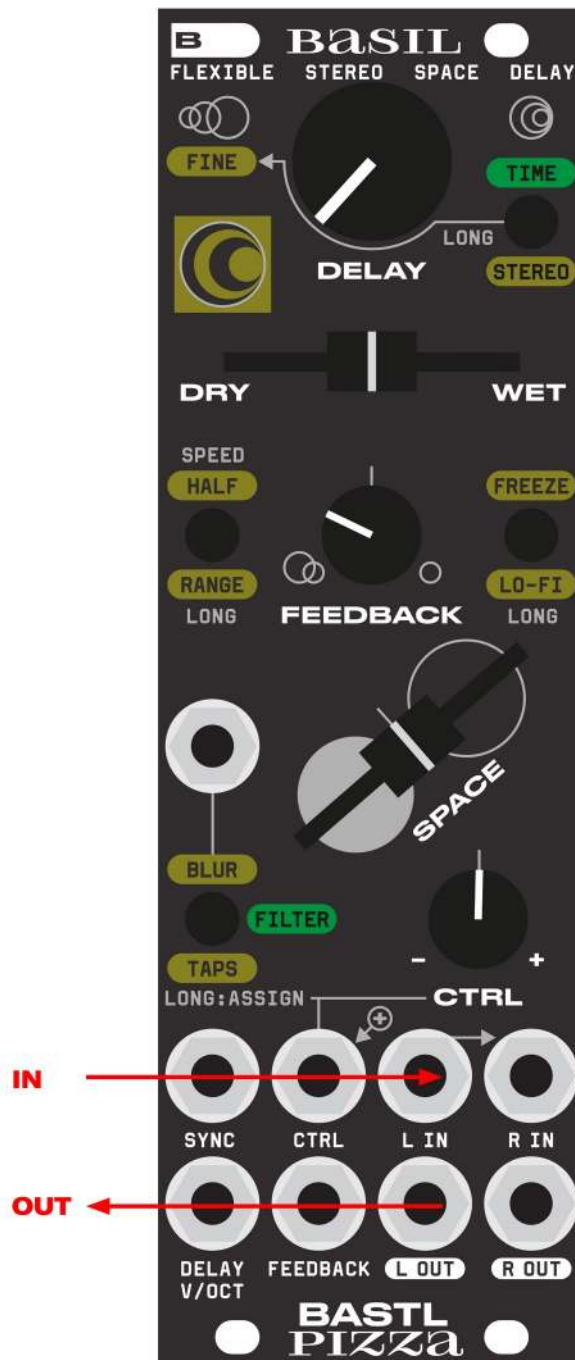 B BaSIL
FLEXIBLE STEREO SPACE DELAY
FINE
TIME
LONG
DELAY
STEREO
DRY WET
SPEED
HALF FREEZE
RANGE LO-FI
LONG FEEDBACK LONG
SPACE
BLUR
FILTER
TAPS
- +
LONG:ASSIGN CTRL
IN
SYNC CTRL L IN R IN
OUT
DELAY FEEDBACK L OUT R OUT
V/OCT
BASTL
PIZZa